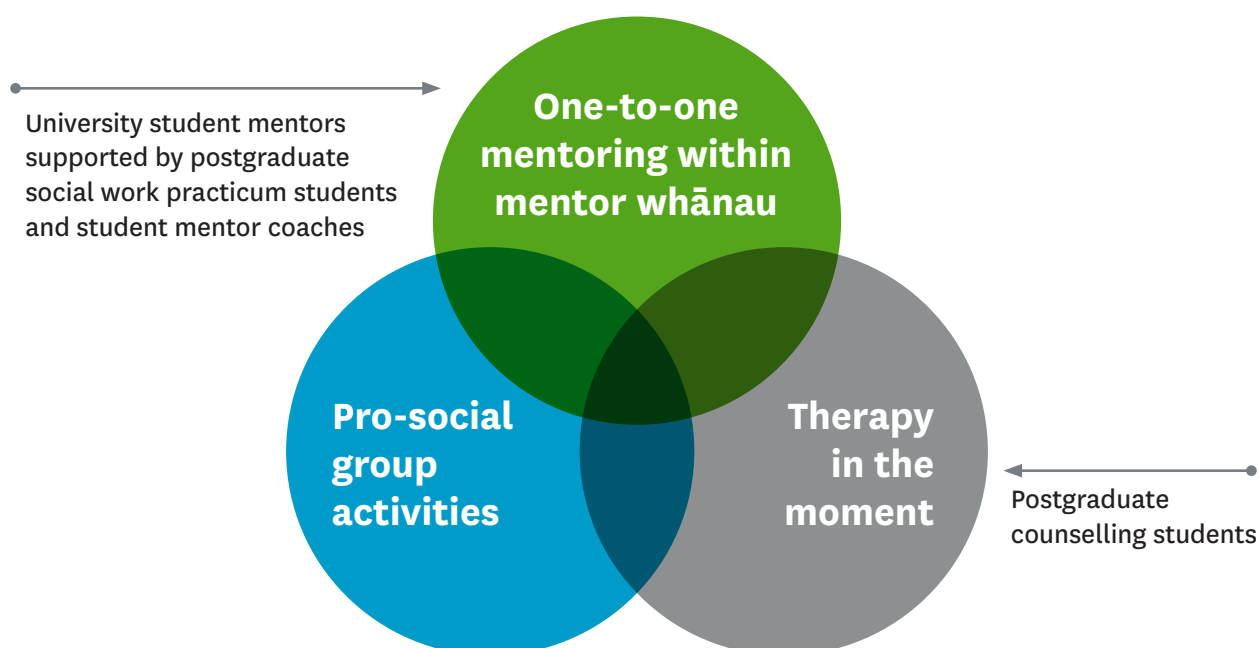 One-to-one
mentoring within
mentor whānau
University student mentors
supported by postgraduate
social work practicum students
and student mentor coaches
Pro-social
group
activities
Therapy
in the
moment
Postgraduate
counselling students